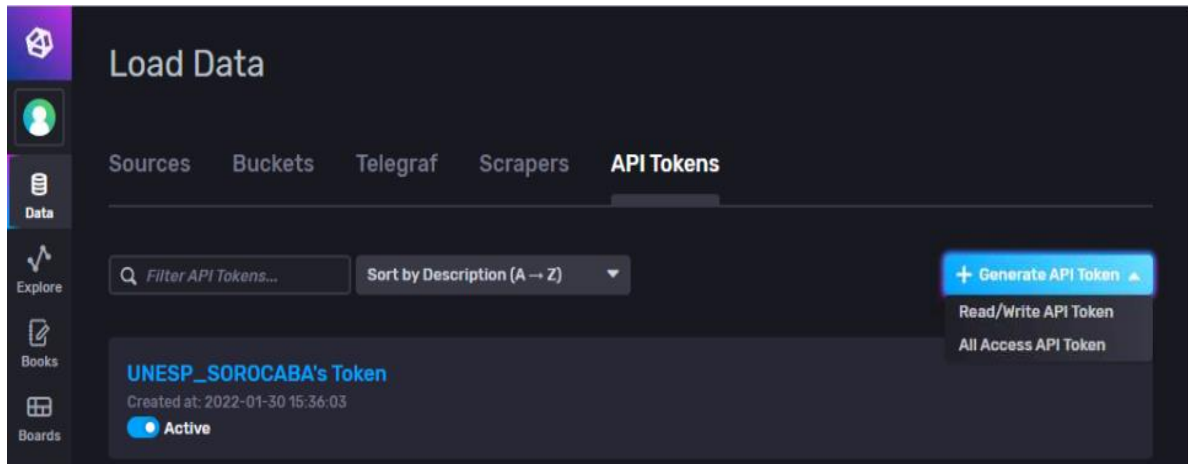 Load Data
Sources Buckets Telegraf Scrapers API Tokens
Data
Filter API Tokens... Sort by Description (A → Z) + Generate API Token
Explore
Read/Write API Token
All Access API Token
Books
UNESP_SOROCABA's Token
Created at: 2022-01-30 15:36:03
Active
Boards